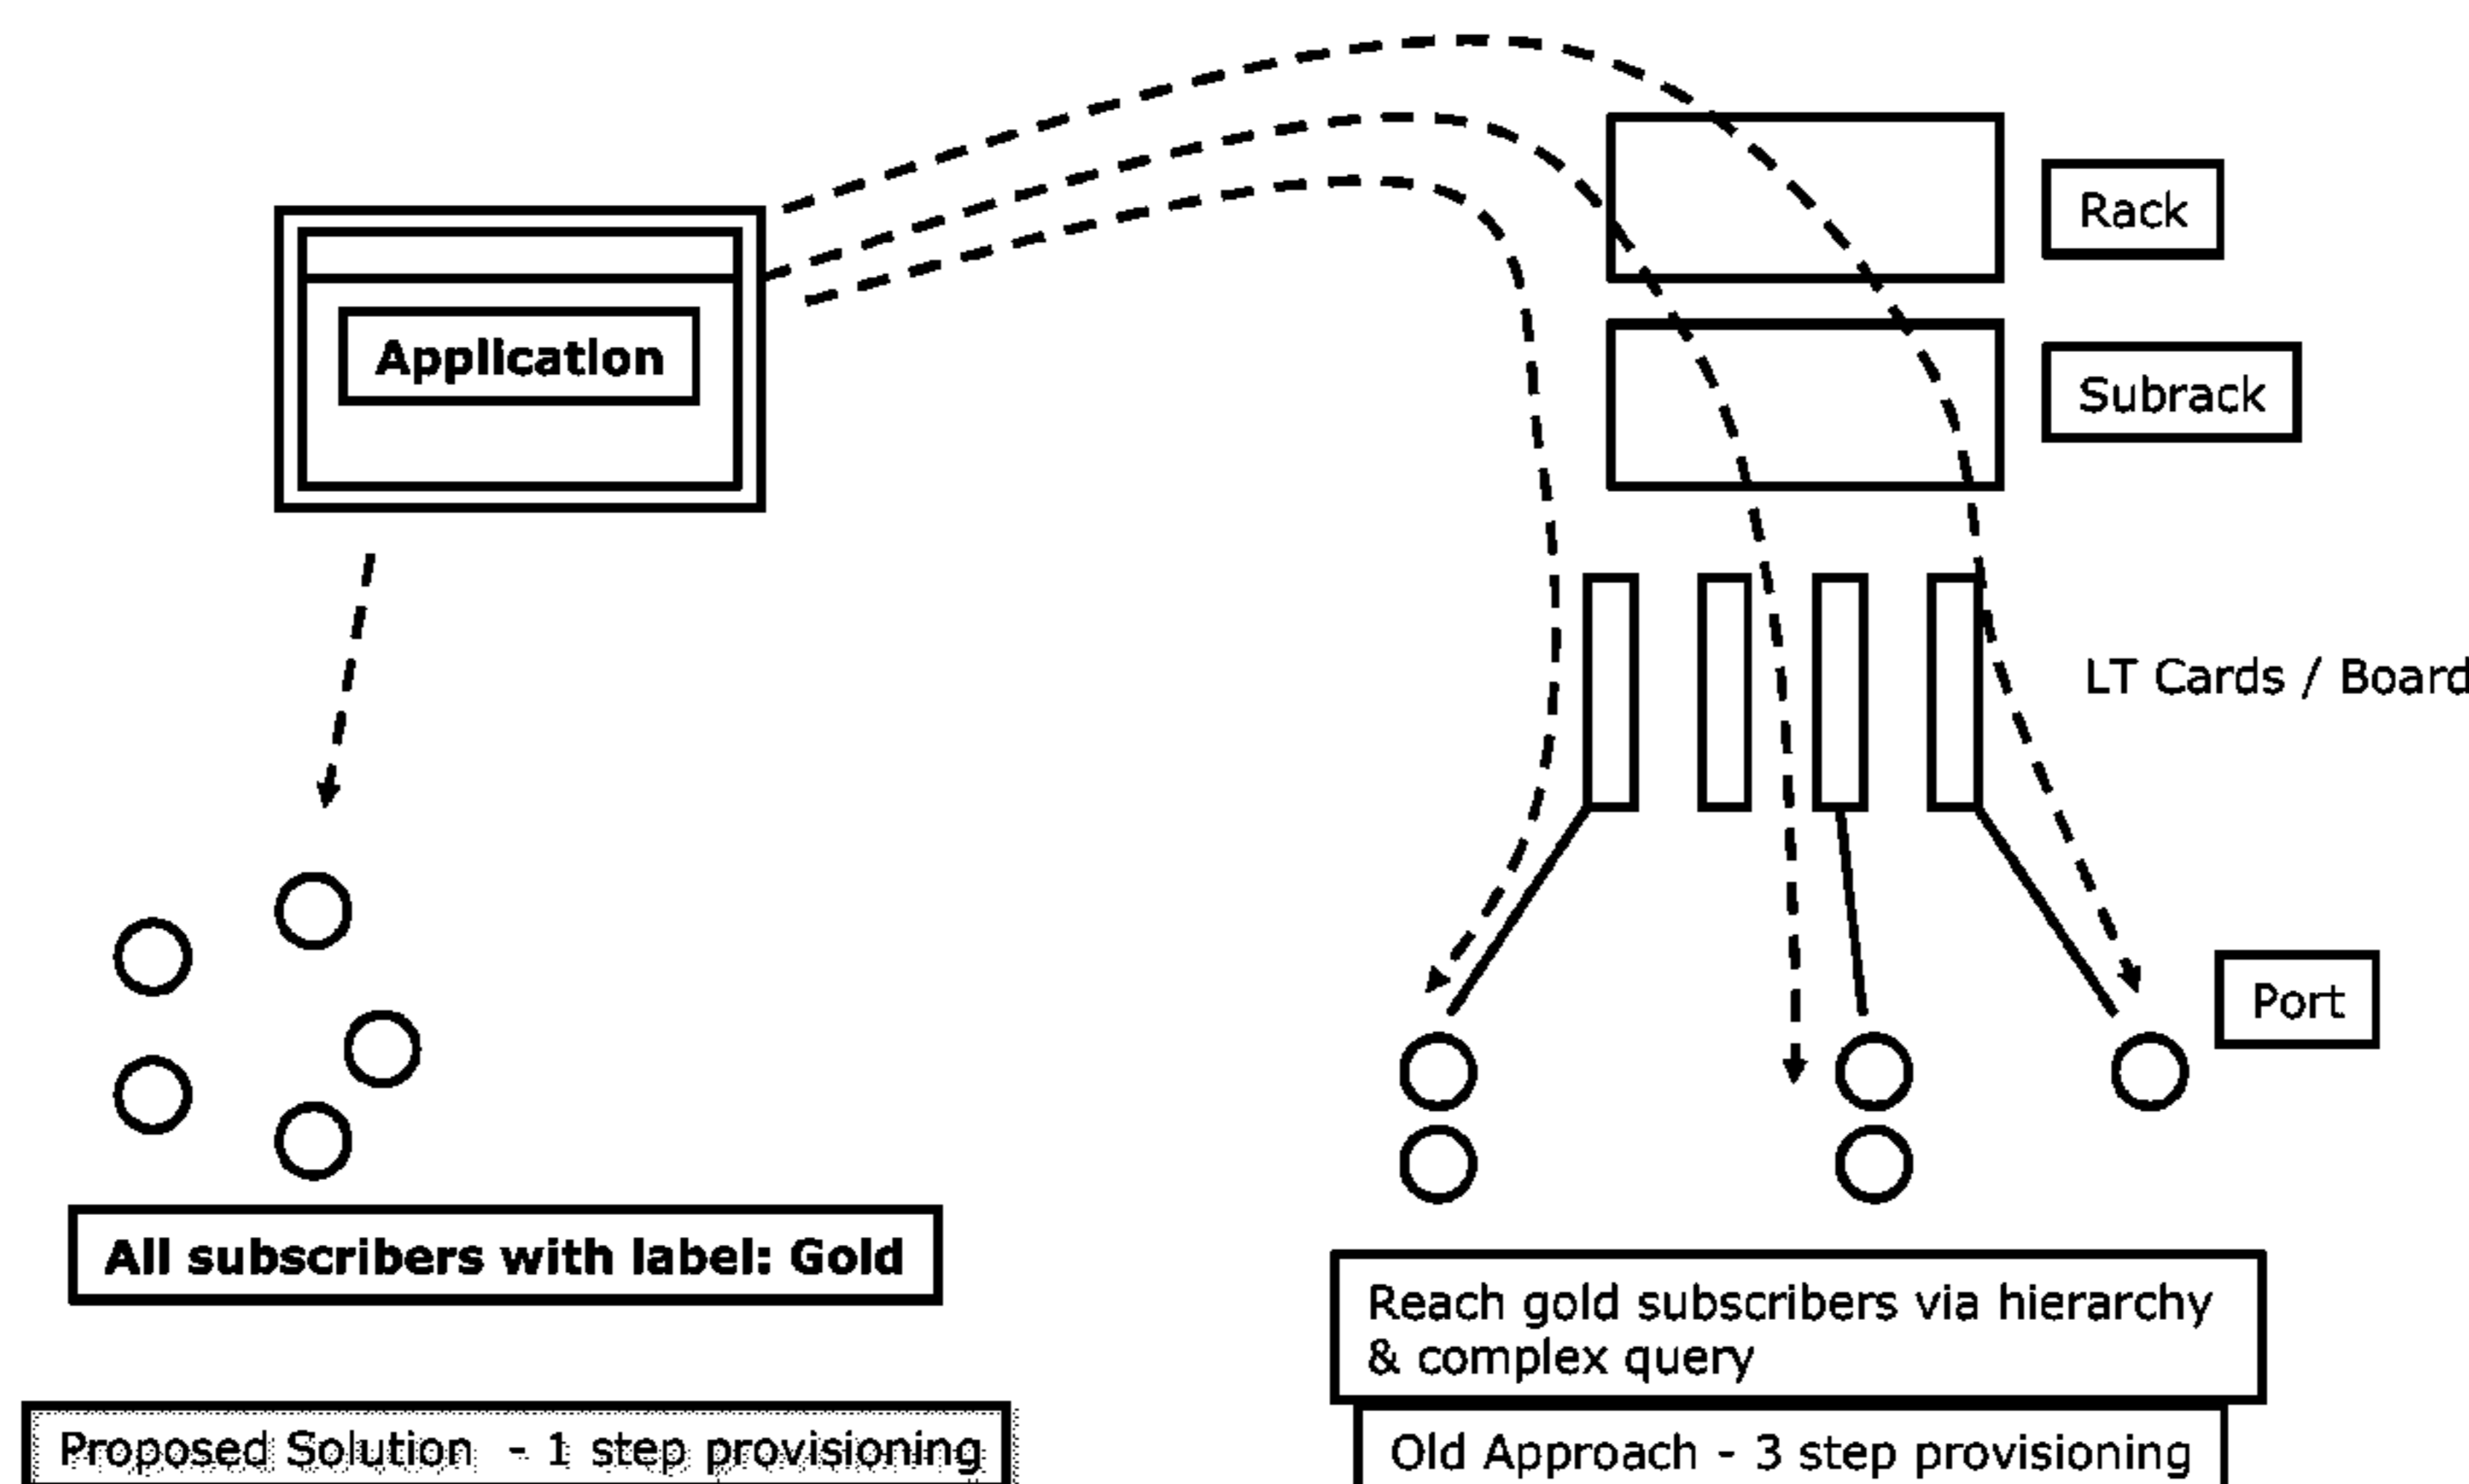 Rack
Application
Subrack
LT Cards / Board
Port
All subscribers with label: Gold
Reach gold subscribers via hierarchy
& complex query
Proposed Solution - 1 step provisioning
Old Approach - 3 step provisioning